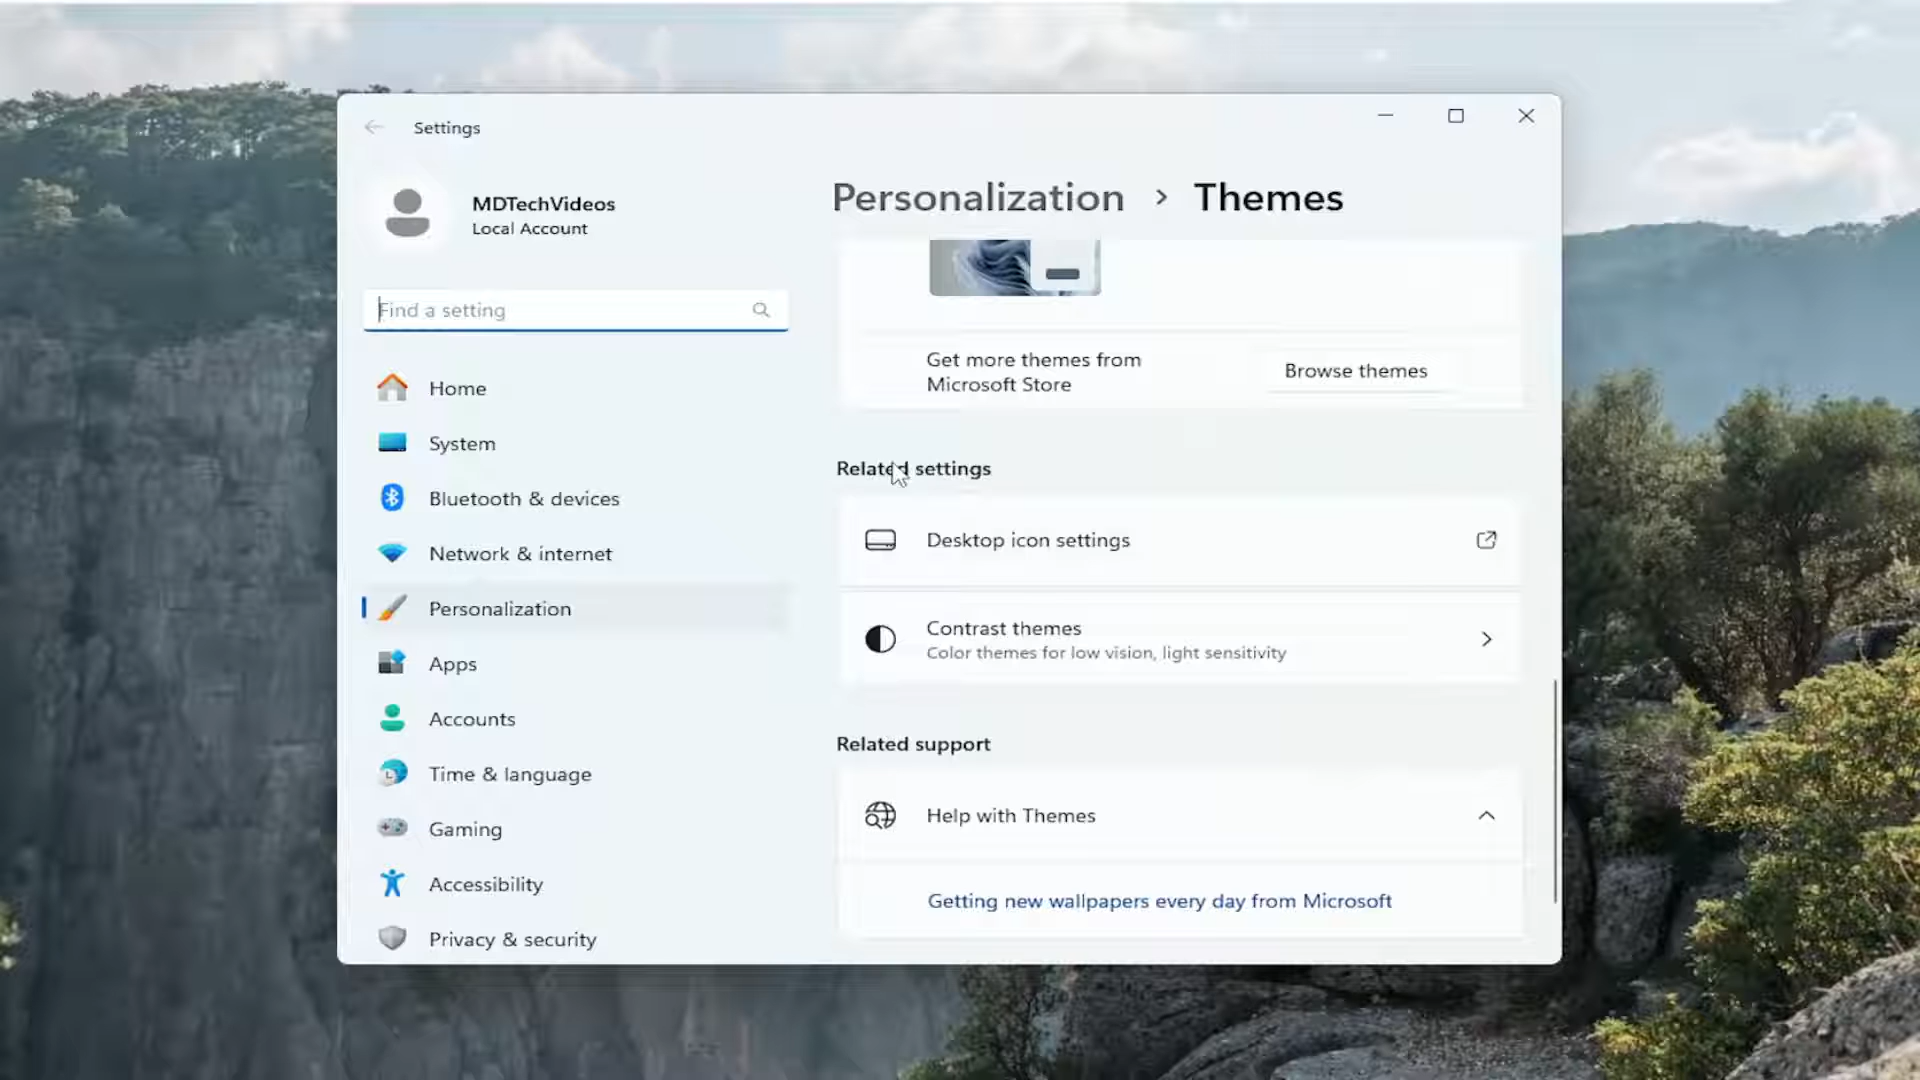 Settings
MDTechVideos
Local Account
Find a setting
Home
System
Bluetooth & devices
Network & internet
Personalization
Apps
Accounts
Time & language
Gaming
Accessibility
Privacy & security
Personalization > Themes
Get more themes from
Microsoft Store
Browse themes
Related settings
Desktop icon settings
Contrast themes
Color themes for low vision, light sensitivity
Related support
Help with Themes
Getting new wallpapers every day from Microsoft